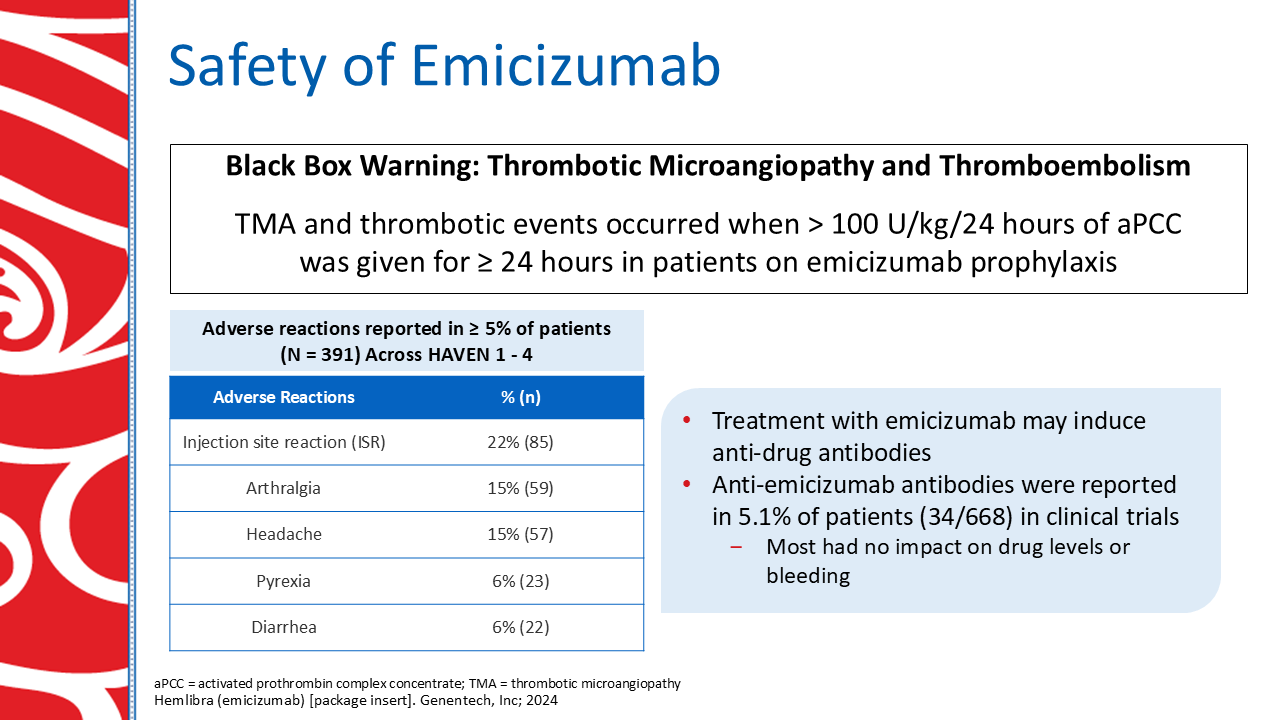 Safety of Emicizumab
Black Box Warning: Thrombotic Microangiopathy and Thromboembolism
TMA and thrombotic events occurred when > 100 U/kg/24 hours of aPCC
was given for ≥ 24 hours in patients on emicizumab prophylaxis
Adverse reactions reported in ≥ 5% of patients
(N = 391) Across HAVEN 1 - 4
Adverse Reactions % (n)
Injection site reaction (ISR) 22% (85)
Arthralgia 15% (59)
Headache 15% (57)
Pyrexia 6% (23)
Diarrhea 6% (22)
• Treatment with emicizumab may induce
anti-drug antibodies
• Anti-emicizumab antibodies were reported
in 5.1% of patients (34/668) in clinical trials
– Most had no impact on drug levels or
bleeding
aPCC = activated prothrombin complex concentrate; TMA = thrombotic microangiopathy
Hemlibra (emicizumab) [package insert]. Genentech, Inc; 2024